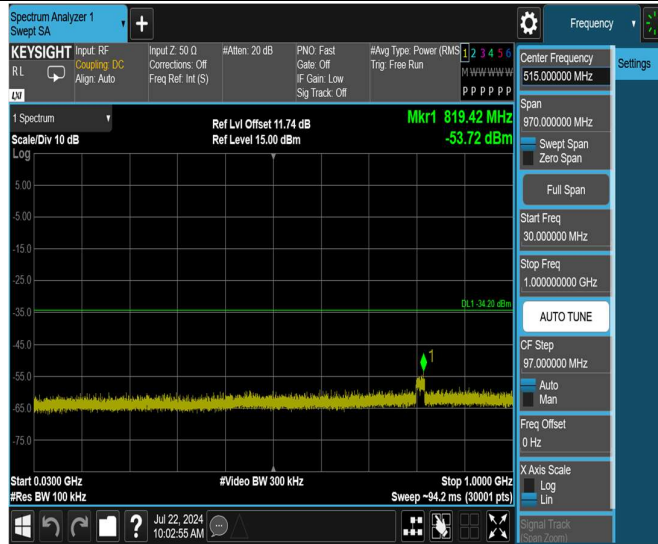 Spectrum Analyzer 1
Swept SA
Frequency
KEYSIGHT
R L
LXI
Input: RF
Coupling: DC
Align: Auto
Input Z: 50 Ω
Corrections: Off
Freq Ref: Int (S)
#Atten: 20 dB
PNO: Fast
Gate: Off
IF Gain: Low
Sig Track: Off
#Avg Type: Power (RMS
Trig: Free Run
1 2 3 4 5 6
M W W W W W
P P P P P P
1 Spectrum
Scale/Div 10 dB
Ref Lvl Offset 11.74 dB
Ref Level 15.00 dBm
Mkr1 819.42 MHz
-53.72 dBm
Log
5.00
-5.00
-15.0
-25.0
-35.0
-45.0
-55.0
-65.0
-75.0
DL1 -34.20 dBm
1
Start 0.0300 GHz
#Res BW 100 kHz
#Video BW 300 kHz
Stop 1.0000 GHz
Sweep ~94.2 ms (30001 pts)
Jul 22, 2024
10:02:55 AM
Center Frequency
515.000000 MHz
Settings
Span
970.000000 MHz
Swept Span
Zero Span
Full Span
Start Freq
30.000000 MHz
Stop Freq
1.000000000 GHz
AUTO TUNE
CF Step
97.000000 MHz
Auto
Man
Freq Offset
0 Hz
X Axis Scale
Log
Lin
Signal Track
(Span Zoom)